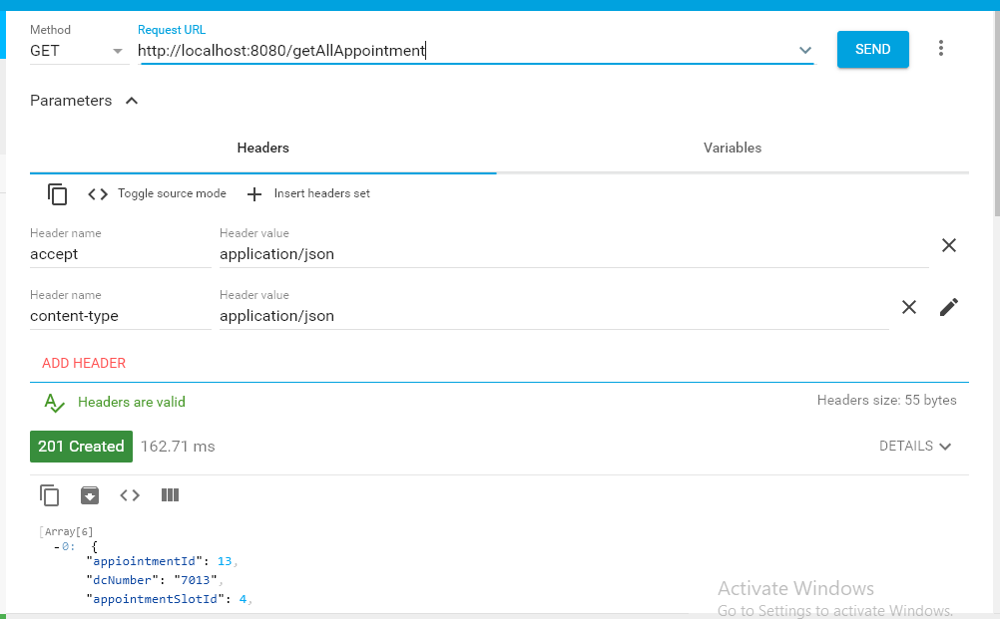 Method
Request URL
GET
http://localhost:8080/getAllAppointment
SEND
Parameters
Headers
Variables
Toggle source mode
Insert headers set
Header name
Header value
accept
application/json
Header name
Header value
content-type
application/json
ADD HEADER
Headers are valid
Headers size: 55 bytes
201 Created 162.71 ms
DETAILS
[Array[6]
-0: {
"appiointmentId": 13,
"dcNumber": "7013",
"appointmentSlotId": 4,
Activate Windows
Go to Settings to activate Windows.